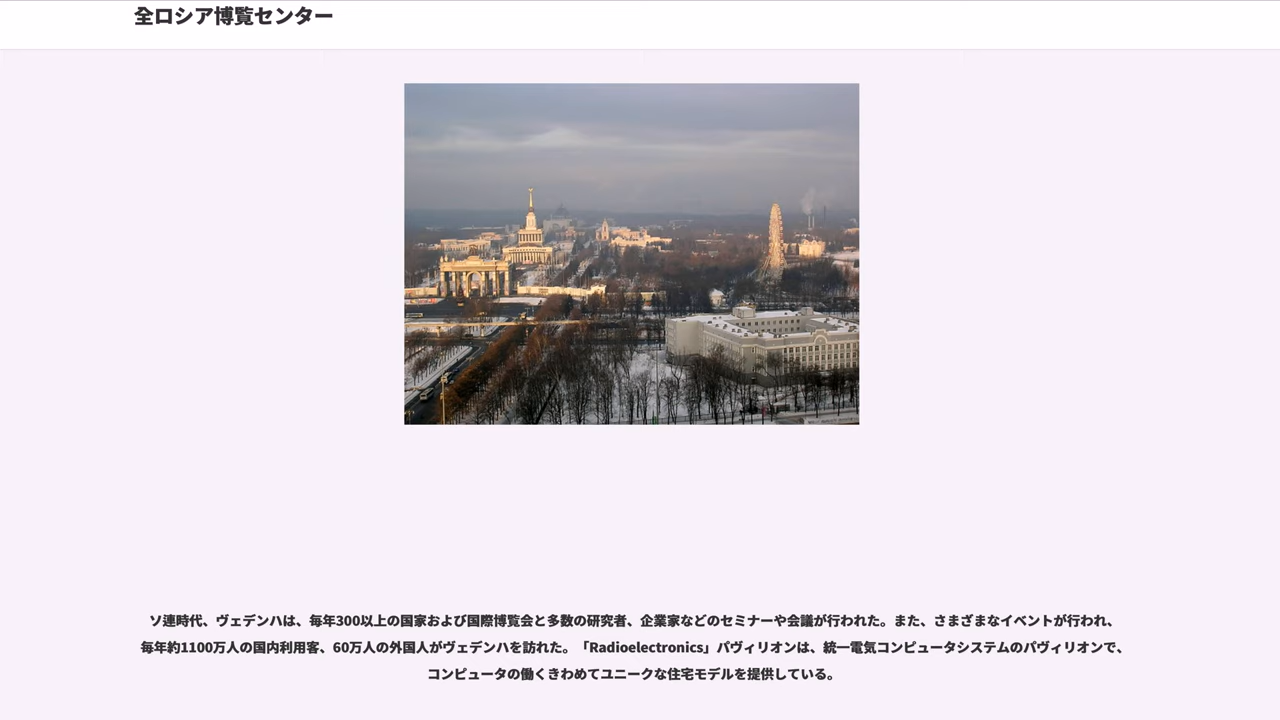 全ロシア博覧センター
ソ連時代、ヴェデンハは、毎年300以上の国家および国際博覧会と多数の研究者、企業家などのセミナーや会議が行われた。また、さまざまなイベントが行われ、
毎年約1100万人の国内利用客、60万人の外国人がヴェデンハを訪れた。「Radioelectronics」パヴィリオンは、統一電気コンピュータシステムのパヴィリオンで、
コンピュータの働くきわめてユニークな住宅モデルを提供している。